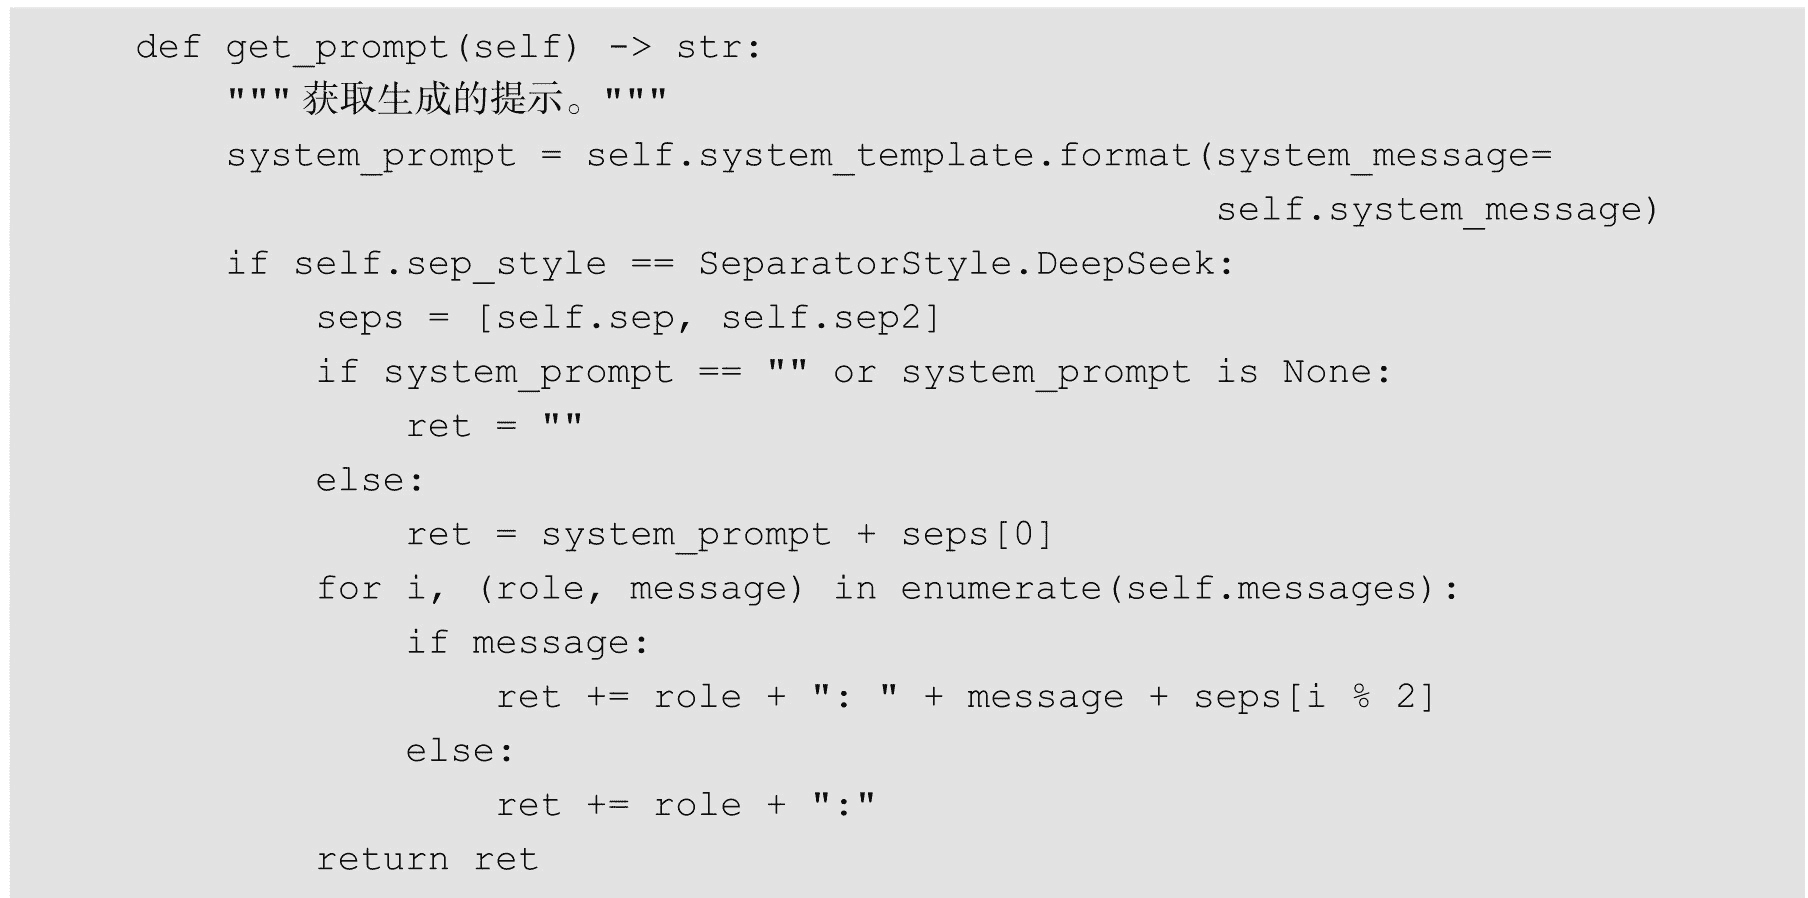 def get_prompt(self) -> str:
    """获取生成的提示。"""
    system_prompt = self.system_template.format(system_message=
                                                self.system_message)
    if self.sep_style == SeparatorStyle.DeepSeek:
        seps = [self.sep, self.sep2]
        if system_prompt == "" or system_prompt is None:
            ret = ""
        else:
            ret = system_prompt + seps[0]
        for i, (role, message) in enumerate(self.messages):
            if message:
                ret += role + ": " + message + seps[i % 2]
            else:
                ret += role + ":"
        return ret